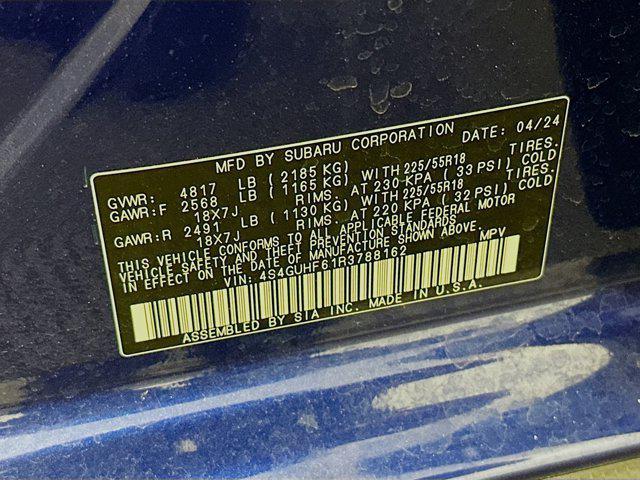 MFD BY SUBARU CORPORATION DATE: 04/24
GVWR: 4817 LB (2185 KG)
GAWR:F 2568 LB (1165 KG) WITH 225/55R18 TIRES.
18X7J RIMS. AT 230 KPA (33 PSI) COLD
GAWR:R 2491 LB (1130 KG) WITH 225/55R18 TIRES.
18X7J RIMS. AT 220 KPA (32 PSI) COLD
THIS VEHICLE CONFORMS TO ALL APPLICABLE FEDERAL MOTOR
VEHICLE SAFETY AND THEFT PREVENTION STANDARDS IN
EFFECT ON THE DATE OF MANUFACTURE SHOWN ABOVE.
VIN: 4S4GUHF61R3788162 MPV
ASSEMBLED BY SIA INC. MADE IN U.S.A.